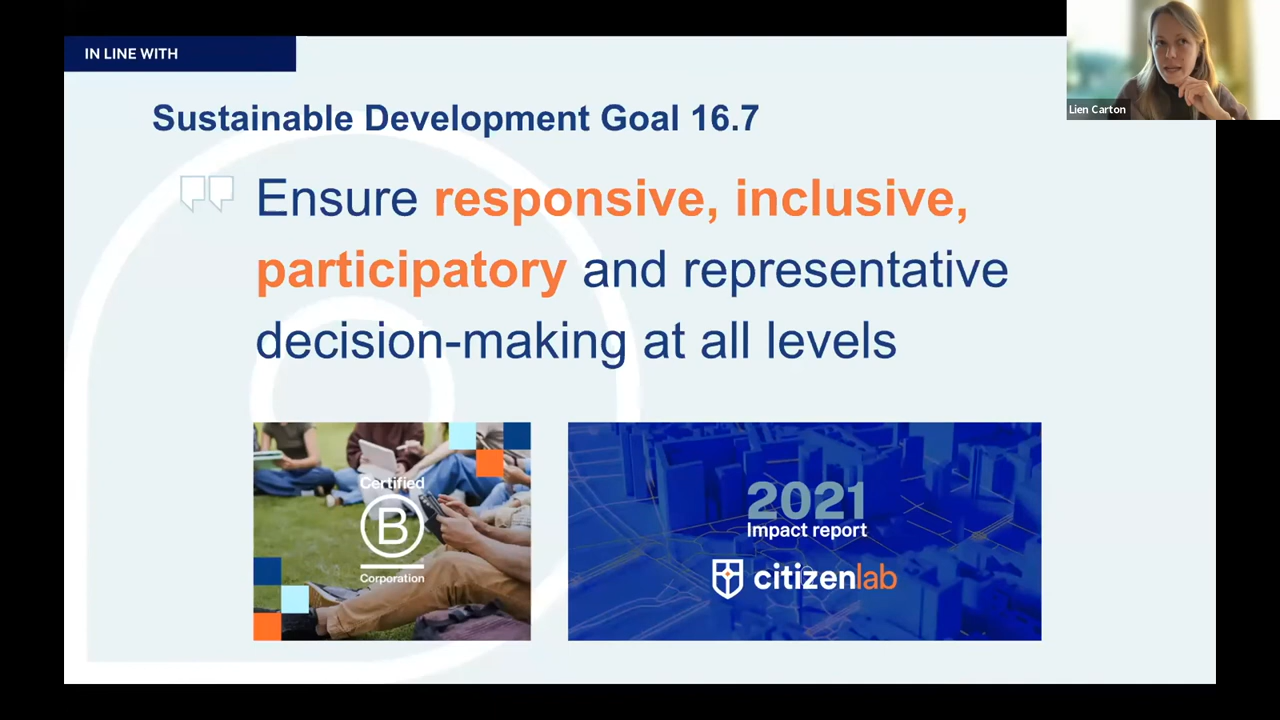 IN LINE WITH
Lien Carton
Sustainable Development Goal 16.7
Ensure responsive, inclusive,
participatory and representative
decision-making at all levels
Certified
B
Corporation
2021
Impact report
citizenlab